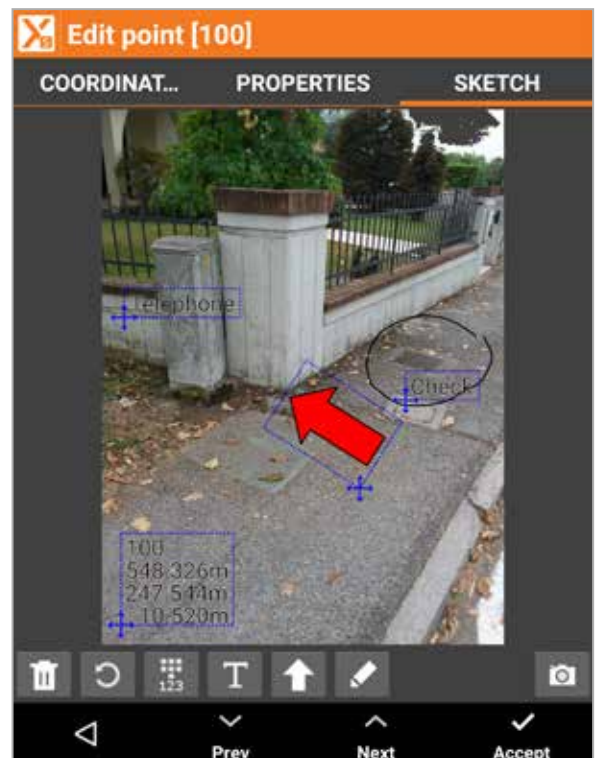 Edit point [100]
COORDINAT... PROPERTIES SKETCH
Telephone
Check
100
548.326m
247.544m
10.520m
123
T
Prev Next Accept